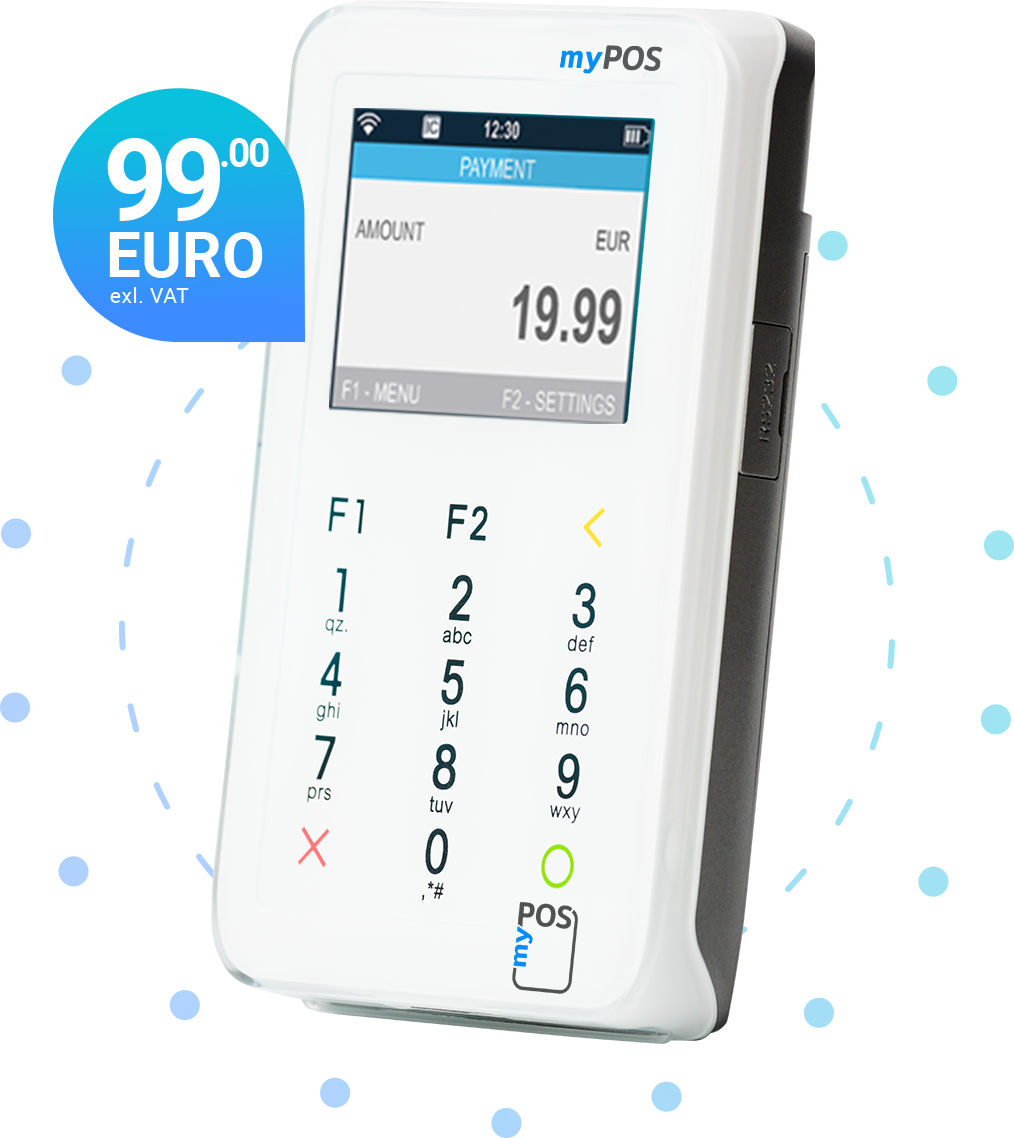 myPOS
99.00
EURO
exl. VAT
IC 12:30
PAYMENT
AMOUNT EUR
19.99
F1 - MENU F2 - SETTINGS
RS232
F1 F2
1 2 3
qz. abc def
4 5 6
ghi jkl mno
7 8 9
prs tuv wxy
0
,*#
myPOS